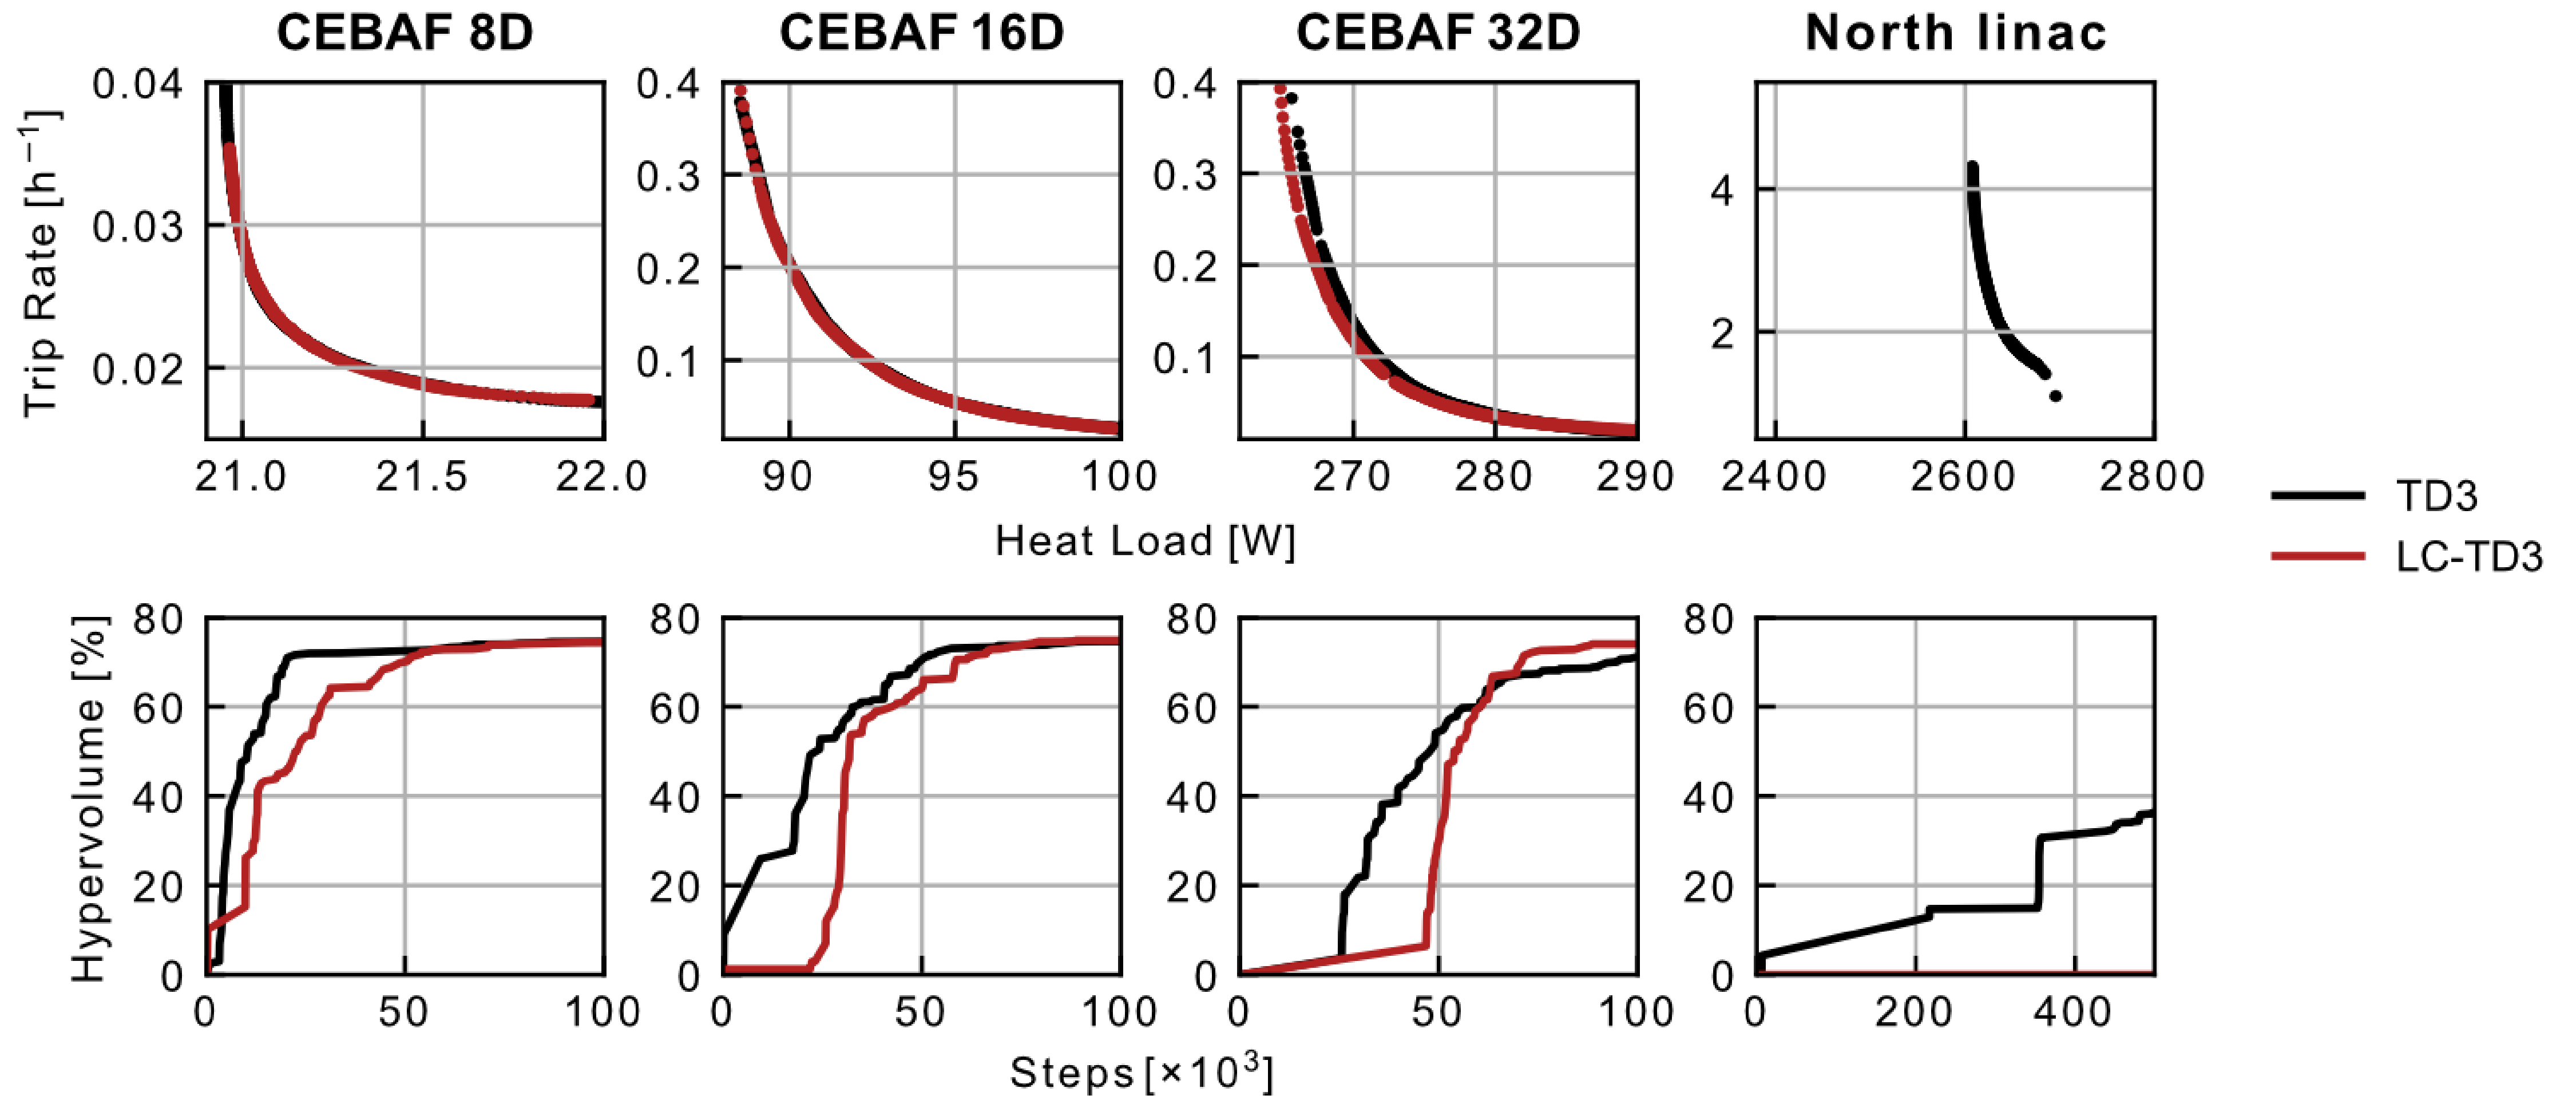 CEBAF 8D CEBAF 16D CEBAF 32D North linac
Trip Rate [h⁻¹]
0.04
0.03
0.02
21.0 21.5 22.0
0.4
0.3
0.2
0.1
90 95 100
0.4
0.3
0.2
0.1
270 280 290
4
2
2400 2600 2800
Heat Load [W]
TD3
LC-TD3
Hypervolume [%]
80
60
40
20
0
0 50 100
80
60
40
20
0
0 50 100
80
60
40
20
0
0 50 100
80
60
40
20
0
0 200 400
Steps [×10³]